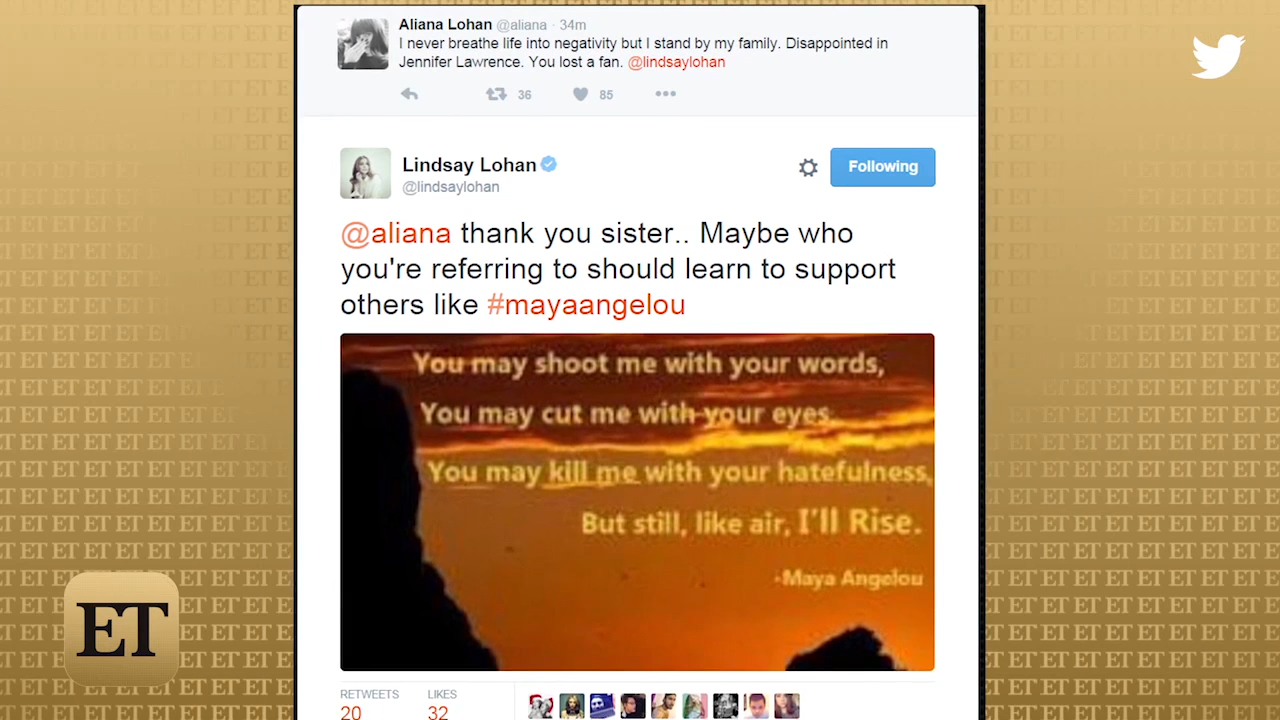 Aliana Lohan @aliana · 34m
I never breathe life into negativity but I stand by my family. Disappointed in
Jennifer Lawrence. You lost a fan. @lindsaylohan
36 85 •••
Lindsay Lohan
@lindsaylohan
Following
@aliana thank you sister.. Maybe who
you're referring to should learn to support
others like #mayaangelou
You may shoot me with your words,
You may cut me with your eyes,
You may kill me with your hatefulness,
But still, like air, I'll Rise.
-Maya Angelou
RETWEETS LIKES
20 32
ET